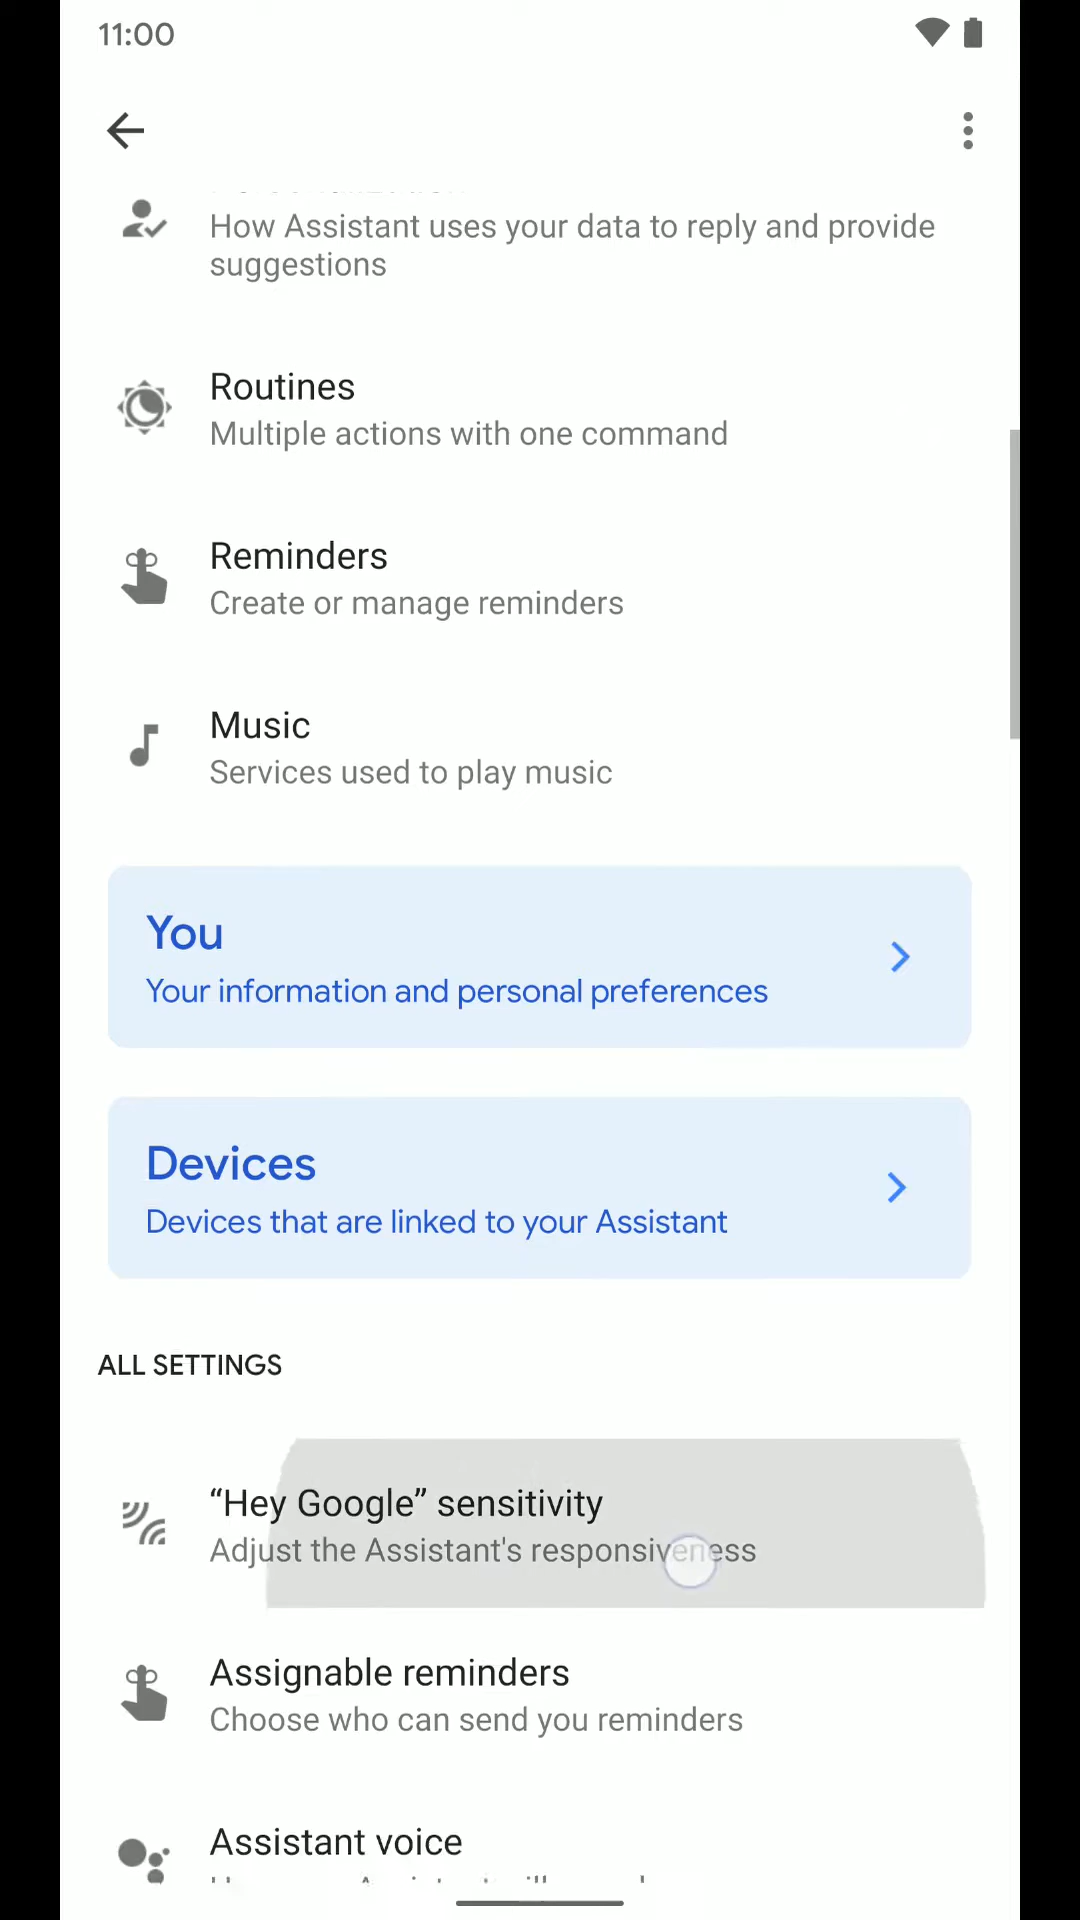 11:00
How Assistant uses your data to reply and provide
suggestions
Routines
Multiple actions with one command
Reminders
Create or manage reminders
Music
Services used to play music
You
Your information and personal preferences
Devices
Devices that are linked to your Assistant
ALL SETTINGS
“Hey Google” sensitivity
Adjust the Assistant's responsiveness
Assignable reminders
Choose who can send you reminders
Assistant voice